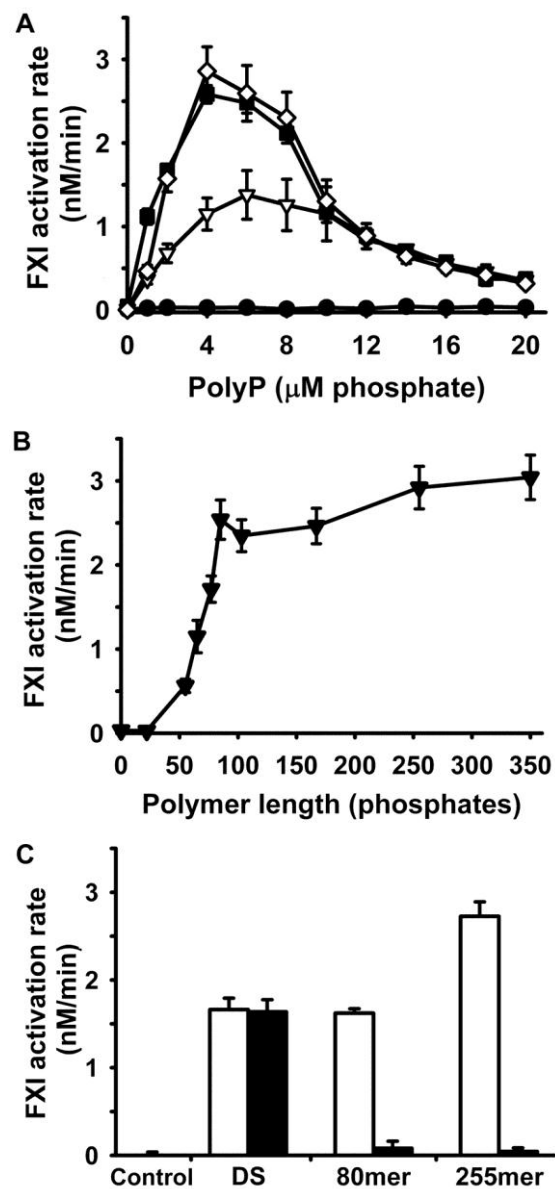 A
FXI activation rate
(nM/min)
3
2
1
0
0 4 8 12 16 20
PolyP (μM phosphate)
B
FXI activation rate
(nM/min)
3
2
1
0
0 50 100 150 200 250 300 350
Polymer length (phosphates)
C
FXI activation rate
(nM/min)
3
2
1
0
Control DS 80mer 255mer